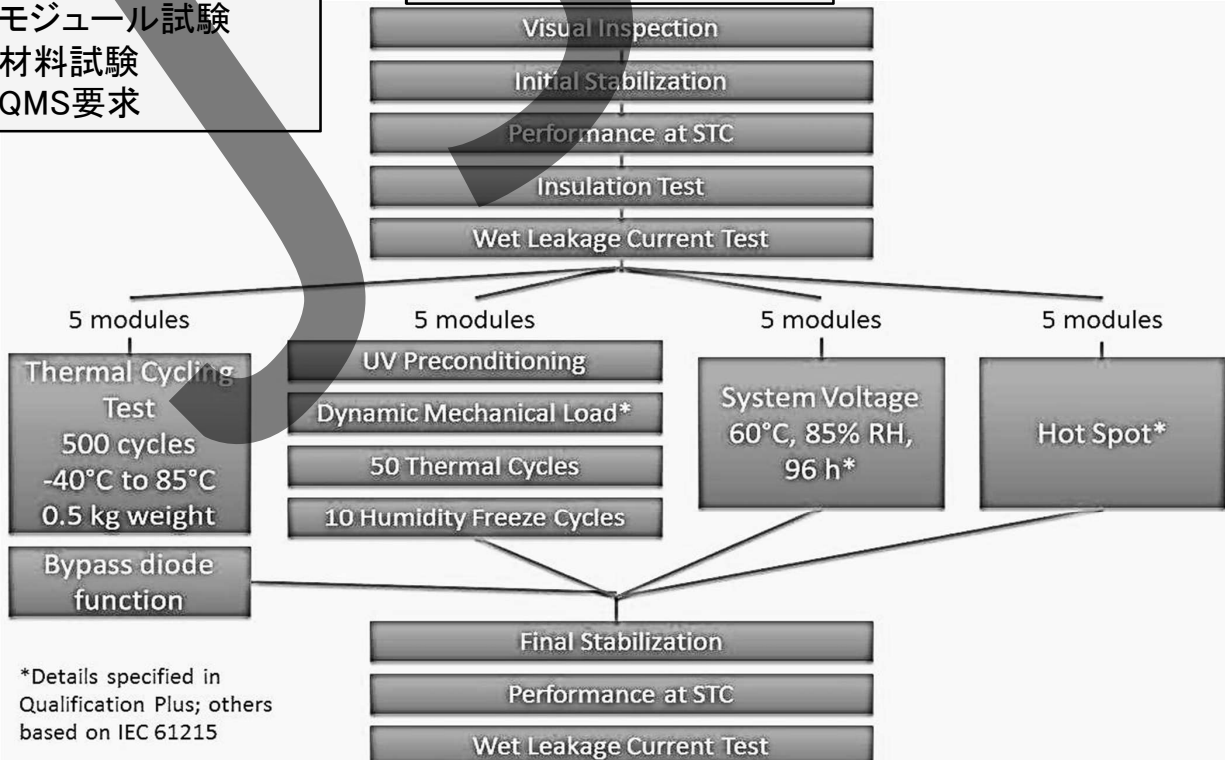 モジュール試験
材料試験
QMS要求
Visual Inspection
Initial Stabilization
Performance at STC
Insulation Test
Wet Leakage Current Test
5 modules
5 modules
5 modules
5 modules
Thermal Cycling
Test
500 cycles
-40°C to 85°C
0.5 kg weight
Bypass diode
function
UV Preconditioning
Dynamic Mechanical Load*
50 Thermal Cycles
10 Humidity Freeze Cycles
System Voltage
60°C, 85% RH,
96 h*
Hot Spot*
Final Stabilization
Performance at STC
Wet Leakage Current Test
*Details specified in
Qualification Plus; others
based on IEC 61215